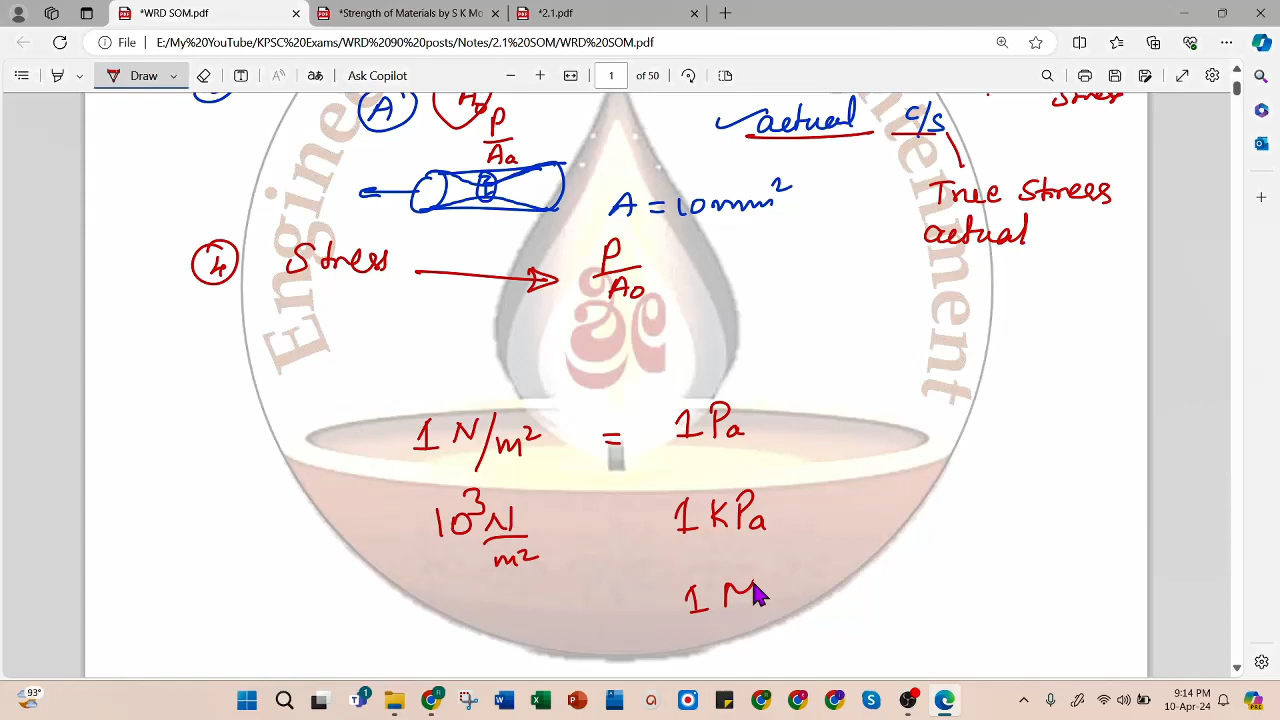 *WRD SOM.pdf
*Strength of Materials by S K Mo
*2.1.pdf
File
E:/My%20YouTube/KPSC%20Exams/WRD%2090%20posts/Notes/2.1%20SOM/WRD%20SOM.pdf
Draw
Ask Copilot
1 of 50
A
P
Aa
actual c/s
Stress
A = 10mm²
True Stress
actual
4 Stress
P
A0
1 N/m² = 1 Pa
10³ N 1 KPa
m²
1 M
Engineer
ment
93°
9:14 PM
10-Apr-24